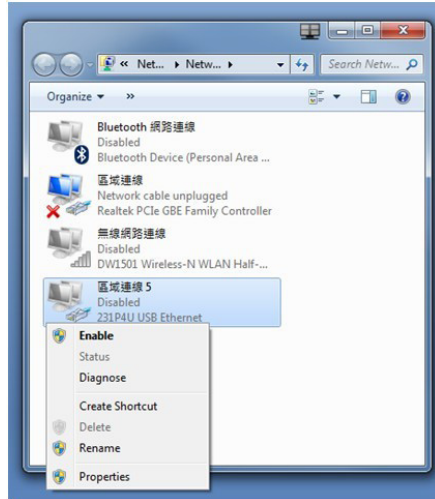 « Net... Netw...
Search Netw...
Organize »
Bluetooth 網路連線
Disabled
Bluetooth Device (Personal Area ...
區域連線
Network cable unplugged
Realtek PCIe GBE Family Controller
無線網路連線
Disabled
DW1501 Wireless-N WLAN Half-...
區域連線 5
Disabled
231P4U USB Ethernet
Enable
Status
Diagnose
Create Shortcut
Delete
Rename
Properties